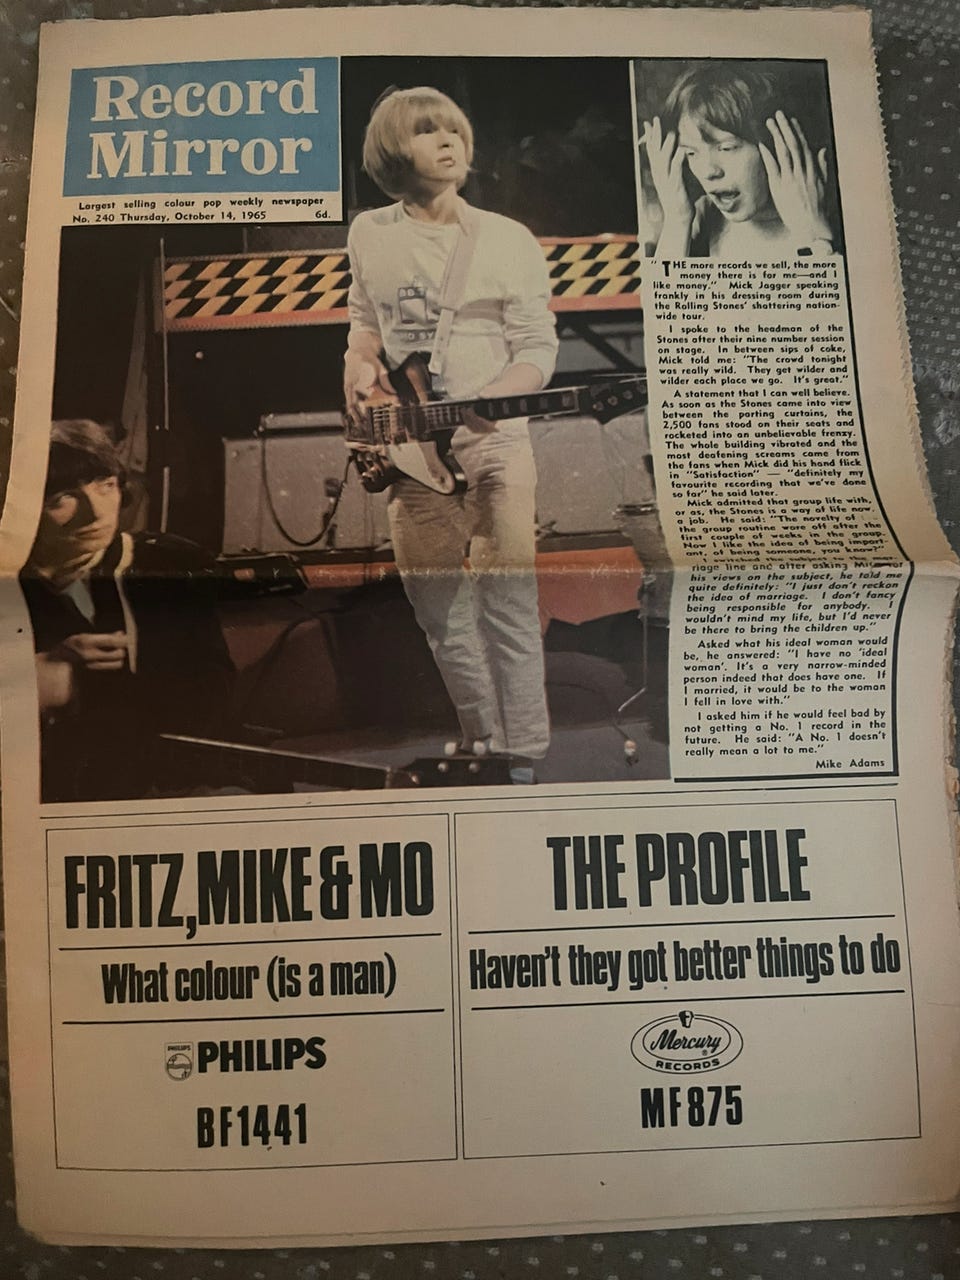 Record
Mirror
Largest selling colour pop weekly newspaper
No. 240 Thursday, October 14, 1965 6d.
"THE more records we sell, the more
money there is for me—and I
like money." Mick Jagger speaking
frankly in his dressing room during
the Rolling Stones' shattering nation-
wide tour.
I spoke to the headman of the
Stones after their nine number session
on stage. In between sips of coke,
Mick told me: "The crowd tonight
was really wild. They get wilder and
wilder each place we go. It's great."
A statement that I can well believe.
As soon as the Stones came into view
between the parting curtains, the
2,500 fans stood on their seats and
rocketed into an unbelievable frenzy.
The whole building vibrated and the
most deafening screams came from
the fans when Mick did his hand flick
in "Satisfaction" — "definitely my
favourite recording that we've done
so far" he said later.
Mick admitted that group life with,
or as, the Stones is a way of life now,
a job. He said: "The novelty of
the group routine wore off after the
first couple of weeks in the group.
Now I like the idea of being import-
ant, of being someone, you know?"
I switched the subject to the mar-
riage line and after asking Mick for
his views on the subject, he told me
quite definitely: "I just don't reckon
the idea of marriage. I don't fancy
being responsible for anybody. I
wouldn't mind my life, but I'd never
be there to bring the children up."
Asked what his ideal woman would
be, he answered: "I have no 'ideal
woman'. It's a very narrow-minded
person indeed that does have one. If
I married, it would be to the woman
I fell in love with."
I asked him if he would feel bad by
not getting a No. 1 record in the
future. He said: "A No. 1 doesn't
really mean a lot to me."
Mike Adams
FRITZ, MIKE & MO
What colour (is a man)
PHILIPS
PHILIPS
BF1441
THE PROFILE
Haven't they got better things to do
Mercury
RECORDS
MF875